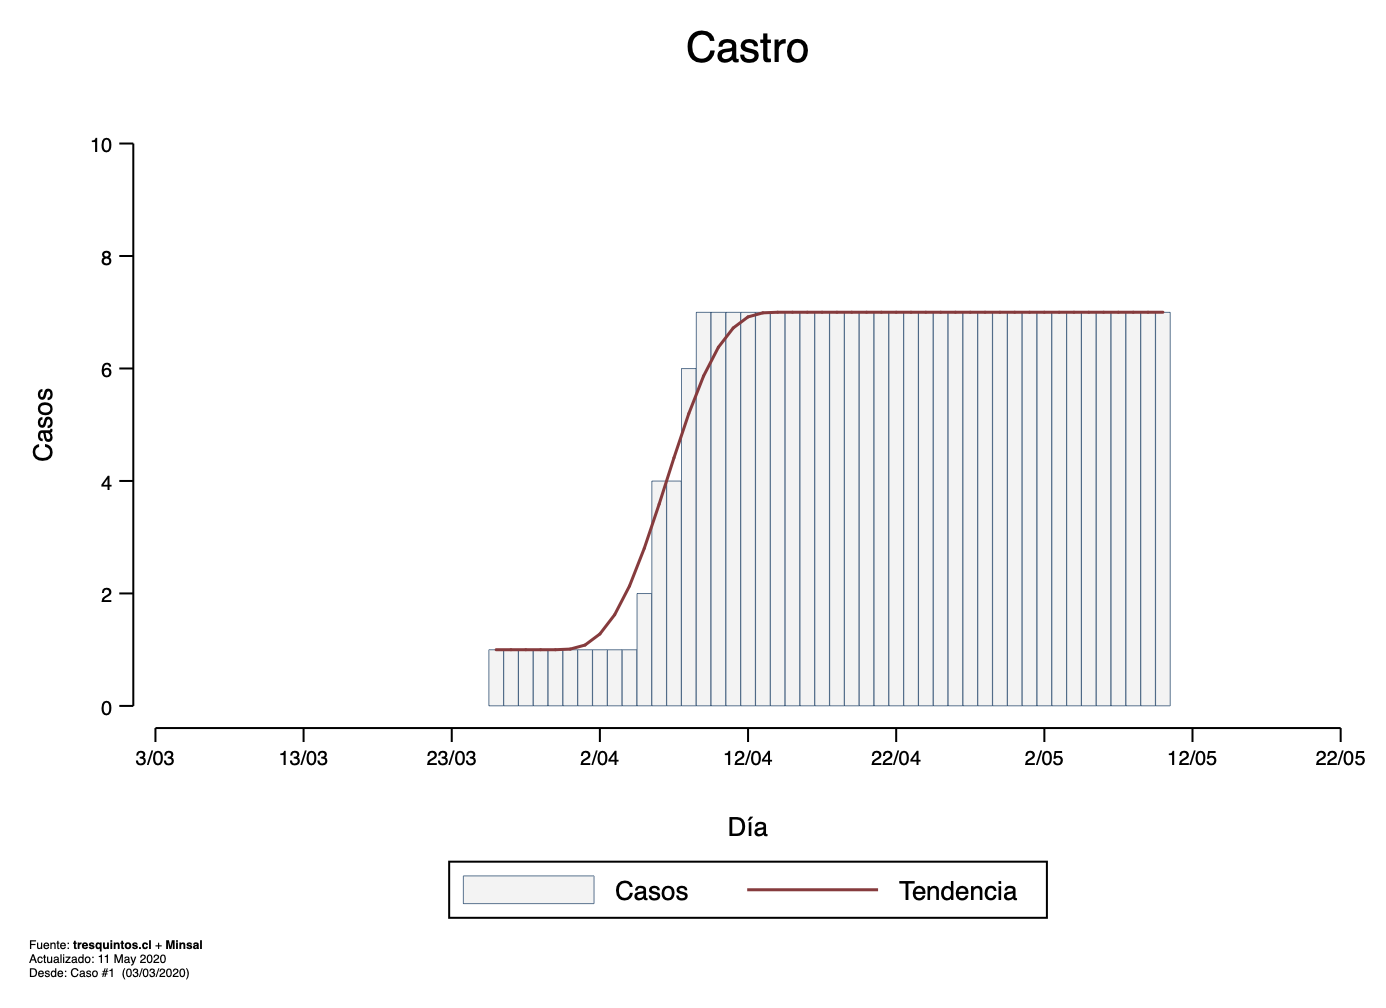 Castro
10
8
6
4
2
0
Casos
3/03 13/03 23/03 2/04 12/04 22/04 2/05 12/05 22/05
Día
Casos Tendencia
Fuente: tresquintos.cl + Minsal
Actualizado: 11 May 2020
Desde: Caso #1 (03/03/2020)